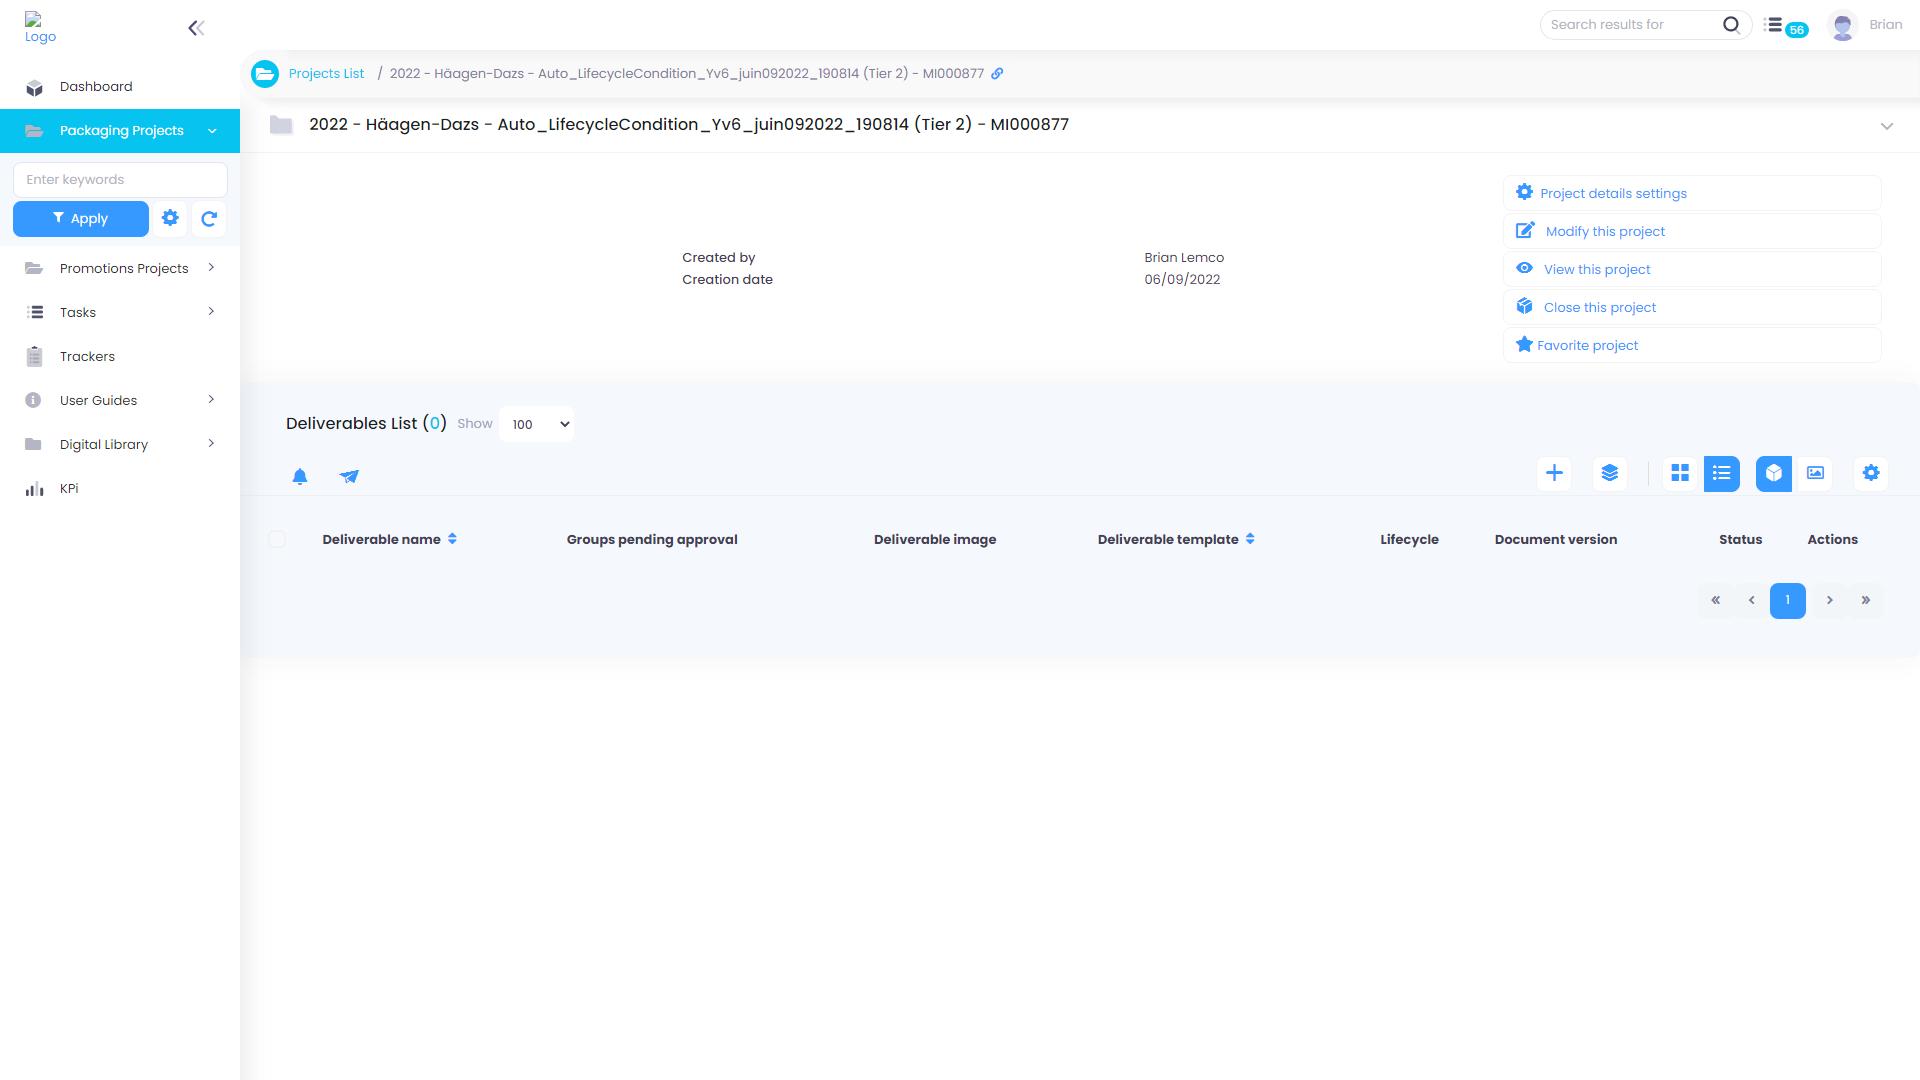 Logo
Search results for
56
Brian
Dashboard
Packaging Projects
Enter keywords
Apply
Promotions Projects
Tasks
Trackers
User Guides
Digital Library
KPi
Projects List / 2022 - Häagen-Dazs - Auto_LifecycleCondition_Yv6_juin092022_190814 (Tier 2) - MI000877
2022 - Häagen-Dazs - Auto_LifecycleCondition_Yv6_juin092022_190814 (Tier 2) - MI000877
Created by Brian Lemco
Creation date 06/09/2022
Project details settings
Modify this project
View this project
Close this project
Favorite project
Deliverables List (0) Show 100
Deliverable name Groups pending approval Deliverable image Deliverable template Lifecycle Document version Status Actions
« ‹ 1 › »